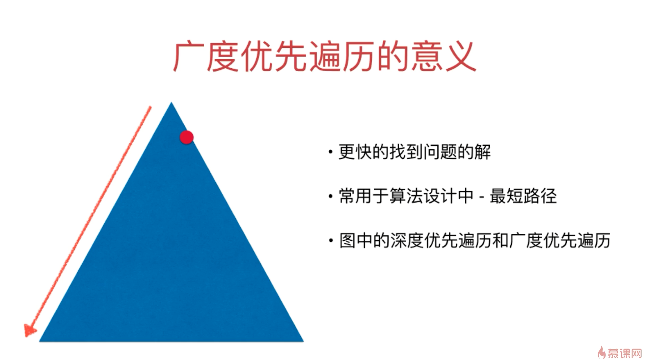 广度优先遍历的意义
• 更快的找到问题的解
• 常用于算法设计中 - 最短路径
• 图中的深度优先遍历和广度优先遍历
慕课网